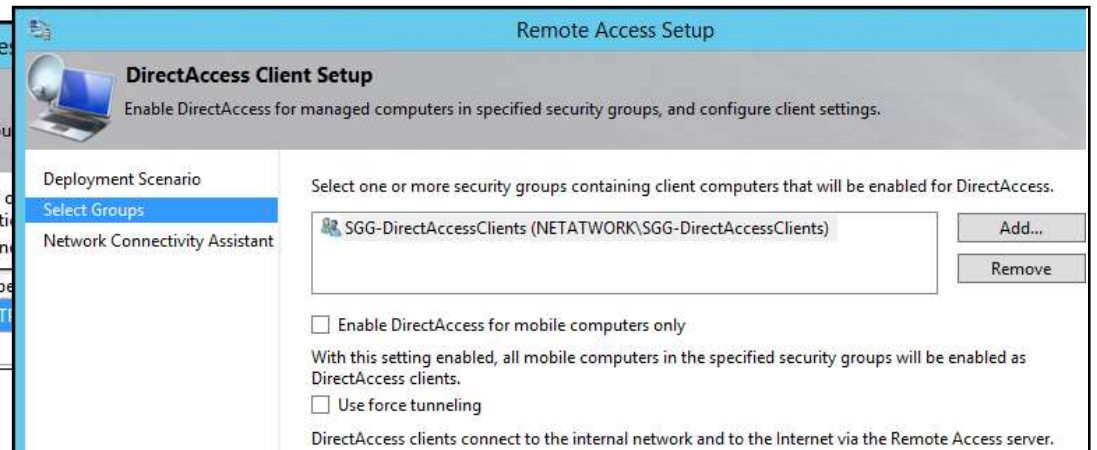 Remote Access Setup
DirectAccess Client Setup
Enable DirectAccess for managed computers in specified security groups, and configure client settings.
Deployment Scenario
Select Groups
Network Connectivity Assistant
Select one or more security groups containing client computers that will be enabled for DirectAccess.
SGG-DirectAccessClients (NETATWORK\SGG-DirectAccessClients)
Add...
Remove
Enable DirectAccess for mobile computers only
With this setting enabled, all mobile computers in the specified security groups will be enabled as
DirectAccess clients.
Use force tunneling
DirectAccess clients connect to the internal network and to the Internet via the Remote Access server.